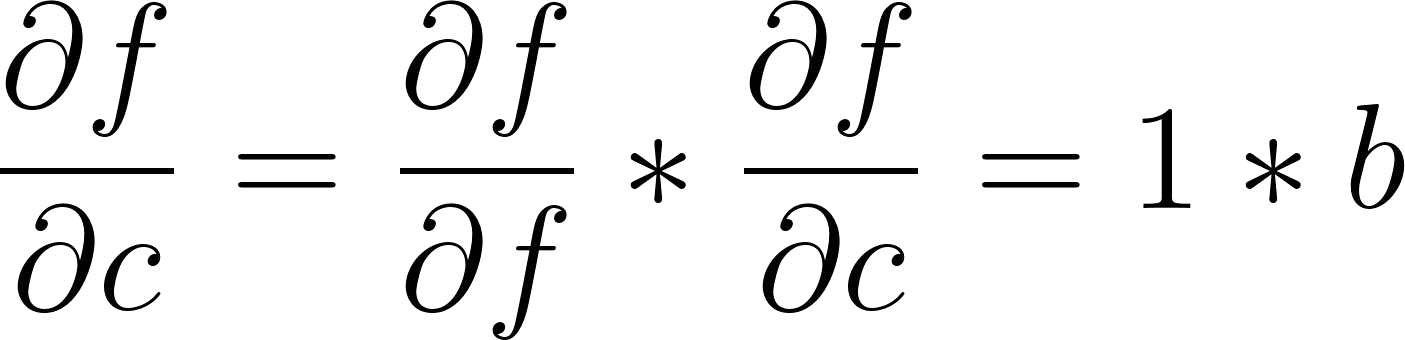 ∂f/∂c = ∂f/∂f * ∂f/∂c = 1 * b